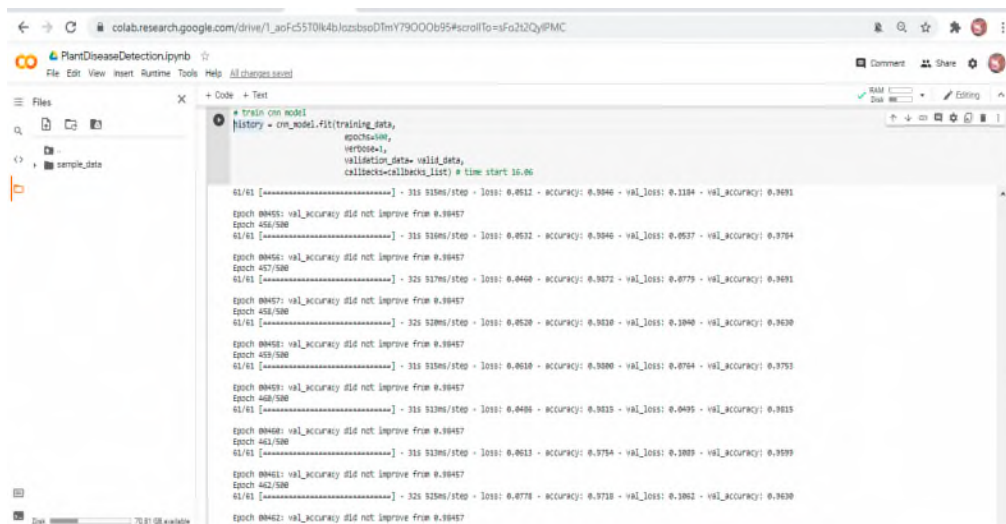 colab.research.google.com/drive/1_aoFc55T0Ik4bJozsbsoDTmY79OOOb95#scrollTo=sFo2t2QylPMC
PlantDiseaseDetection.ipynb
File Edit View Insert Runtime Tools Help All changes saved
Comment Share
Files
+ Code + Text
RAM
Disk
Editing
..
sample_data
# train cnn model
history = cnn_model.fit(training_data,
epochs=500,
verbose=1,
validation_data= valid_data,
callbacks=callbacks_list) # time start 16.06
61/61 [==============================] - 31s 515ms/step - loss: 0.0512 - accuracy: 0.9846 - val_loss: 0.1184 - val_accuracy: 0.9691
Epoch 00455: val_accuracy did not improve from 0.98457
Epoch 456/500
61/61 [==============================] - 31s 516ms/step - loss: 0.0532 - accuracy: 0.9846 - val_loss: 0.0537 - val_accuracy: 0.9784
Epoch 00456: val_accuracy did not improve from 0.98457
Epoch 457/500
61/61 [==============================] - 32s 517ms/step - loss: 0.0460 - accuracy: 0.9872 - val_loss: 0.0779 - val_accuracy: 0.9691
Epoch 00457: val_accuracy did not improve from 0.98457
Epoch 458/500
61/61 [==============================] - 32s 520ms/step - loss: 0.0520 - accuracy: 0.9810 - val_loss: 0.1040 - val_accuracy: 0.9630
Epoch 00458: val_accuracy did not improve from 0.98457
Epoch 459/500
61/61 [==============================] - 31s 515ms/step - loss: 0.0610 - accuracy: 0.9800 - val_loss: 0.0764 - val_accuracy: 0.9753
Epoch 00459: val_accuracy did not improve from 0.98457
Epoch 460/500
61/61 [==============================] - 31s 513ms/step - loss: 0.0486 - accuracy: 0.9815 - val_loss: 0.0495 - val_accuracy: 0.9815
Epoch 00460: val_accuracy did not improve from 0.98457
Epoch 461/500
61/61 [==============================] - 31s 513ms/step - loss: 0.0613 - accuracy: 0.9754 - val_loss: 0.1089 - val_accuracy: 0.9599
Epoch 00461: val_accuracy did not improve from 0.98457
Epoch 462/500
61/61 [==============================] - 32s 525ms/step - loss: 0.0778 - accuracy: 0.9718 - val_loss: 0.1062 - val_accuracy: 0.9630
Epoch 00462: val_accuracy did not improve from 0.98457
Disk 70.81 GB available